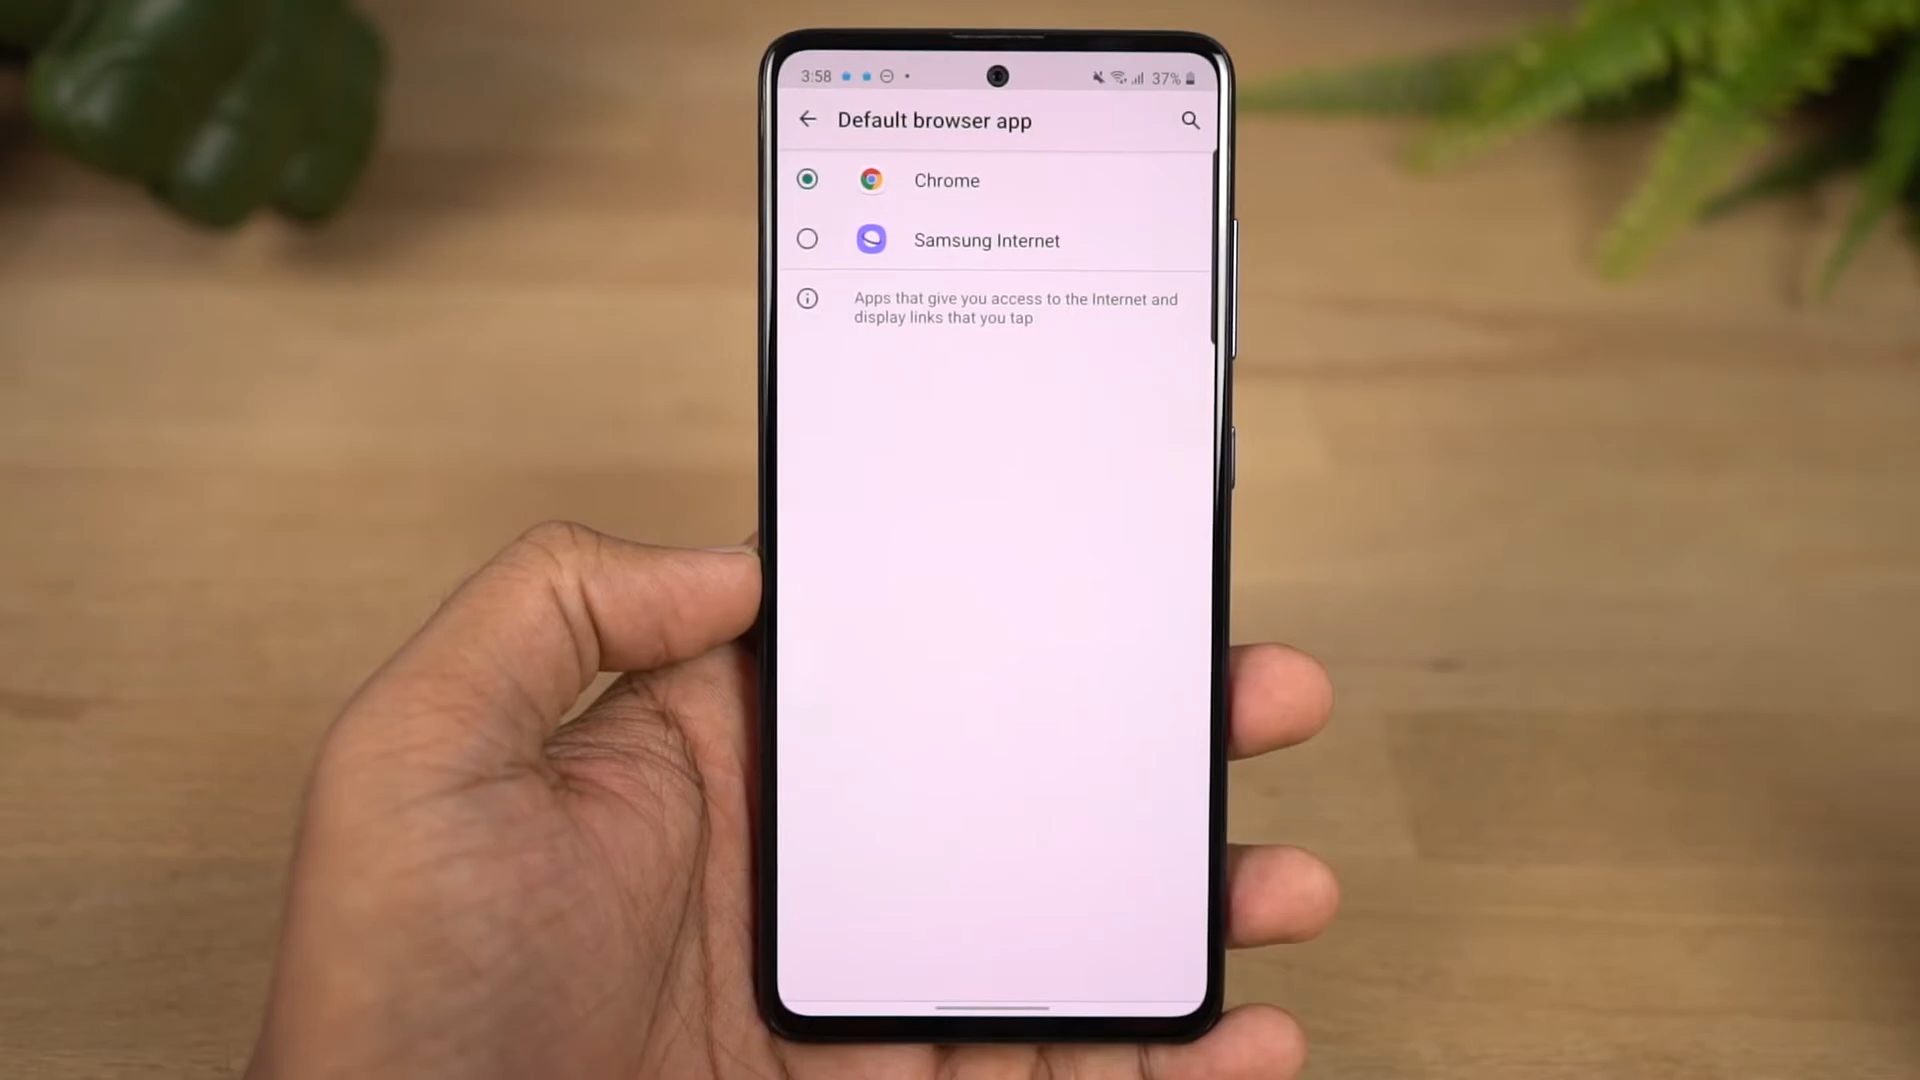 3:58
37%
Default browser app
Chrome
Samsung Internet
Apps that give you access to the Internet and
display links that you tap